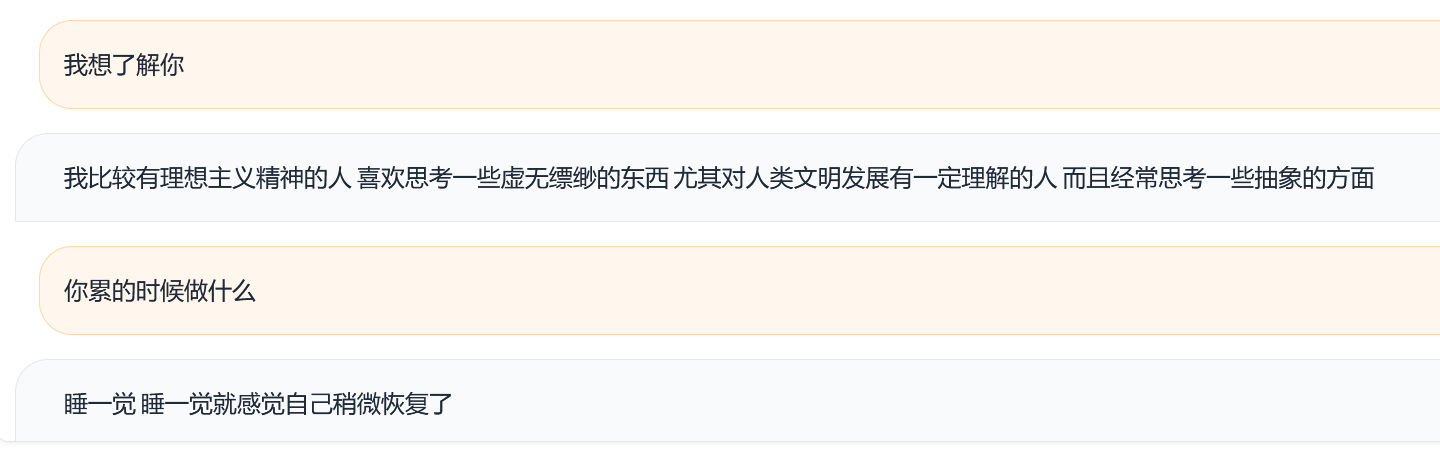 我想了解你
我比较有理想主义精神的人 喜欢思考一些虚无缥缈的东西 尤其对人类文明发展有一定理解的人 而且经常思考一些抽象的方面
你累的时候做什么
睡一觉 睡一觉就感觉自己稍微恢复了